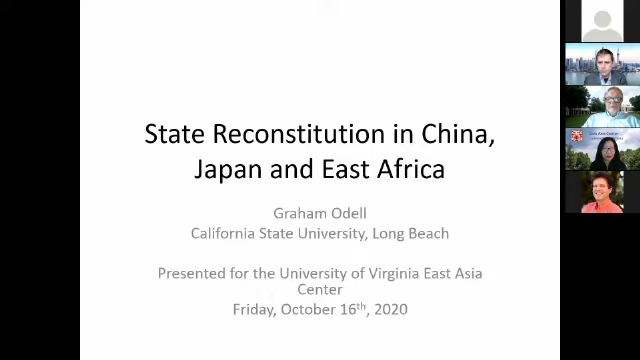 State Reconstitution in China,
Japan and East Africa
Graham Odell
California State University, Long Beach
Presented for the University of Virginia East Asia
Center
Friday, October 16th, 2020